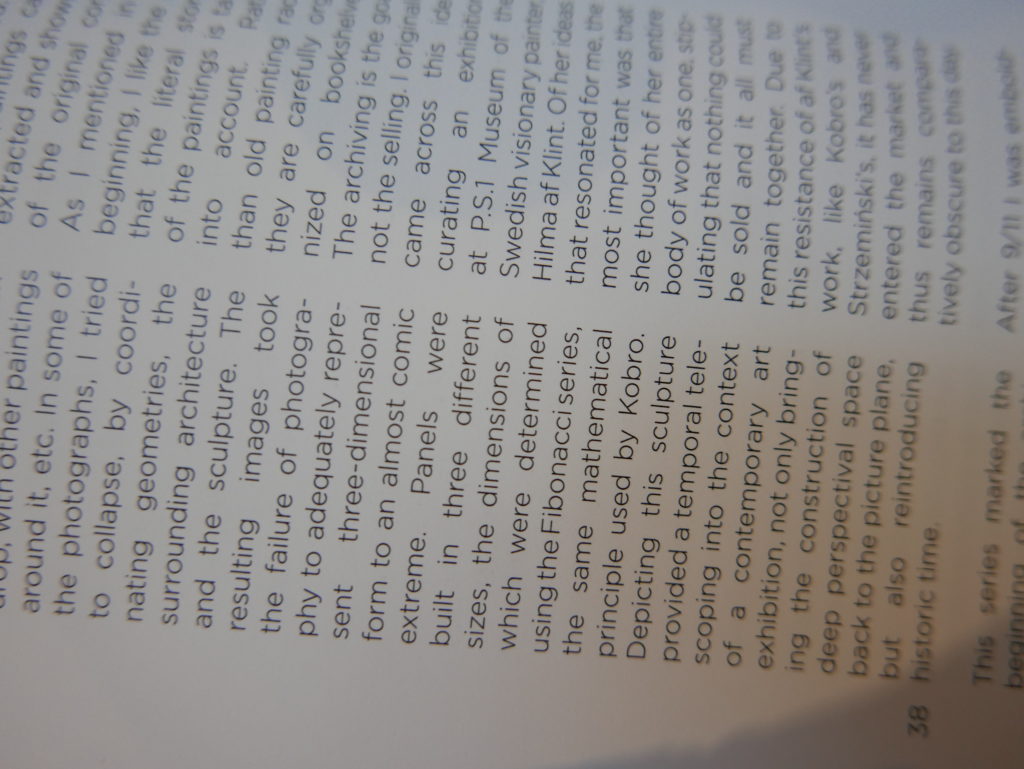 with other paintings
around it, etc. In some of
the photographs, I tried
to collapse, by coordi-
nating geometries, the
surrounding architecture
and the sculpture. The
resulting images took
the failure of photogra-
phy to adequately repre-
sent three-dimensional
form to an almost comic
extreme. Panels were
built in three different
sizes, the dimensions of
which were determined
using the Fibonacci series,
the same mathematical
principle used by Kobro.
Depicting this sculpture
provided a temporal tele-
scoping into the context
of a contemporary art
exhibition, not only bring-
ing the construction of
deep perspectival space
back to the picture plane,
but also reintroducing
38 historic time.
This series marked the
beginning of the
extracted and show
of the original
As I mentioned in
beginning, I like the
that the literal
of the paintings is
into account.
than old painting
they are carefully org
nized on bookshelve
The archiving is the
not the selling. I original
came across this
curating an exhibition
at P.S.1 Museum of the
Swedish visionary painter,
Hilma af Klint. Of her ideas
that resonated for me, the
most important was that
she thought of her entire
body of work as one, stip-
ulating that nothing could
be sold and it all must
remain together. Due to
this resistance of af Klint's
work, like Kobro's and
Strzemiński's, it has never
entered the market and
thus remains compara-
tively obscure to this day.
After 9/11 I was